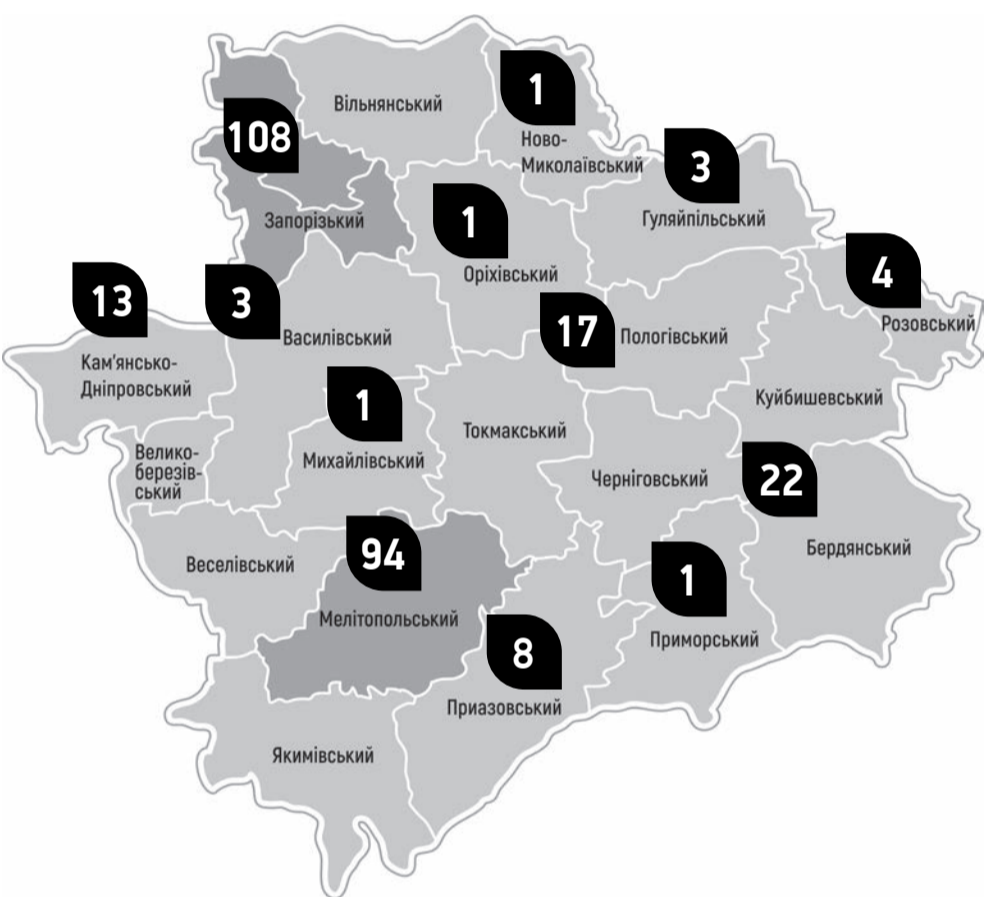 Вільнянський
1
Ново-
Миколаївський
108
Запорізький
3
Гуляйпільський
1
Оріхівський
4
Розовський
13
Кам'янсько-
Дніпровський
3
Василівський
17
Пологівський
Куйбишевський
1
Михайлівський
Токмакський
Велико-
березів-
ський
Черніговський
22
Бердянський
Веселівський
94
Мелітопольський
1
Приморський
8
Приазовський
Якимівський